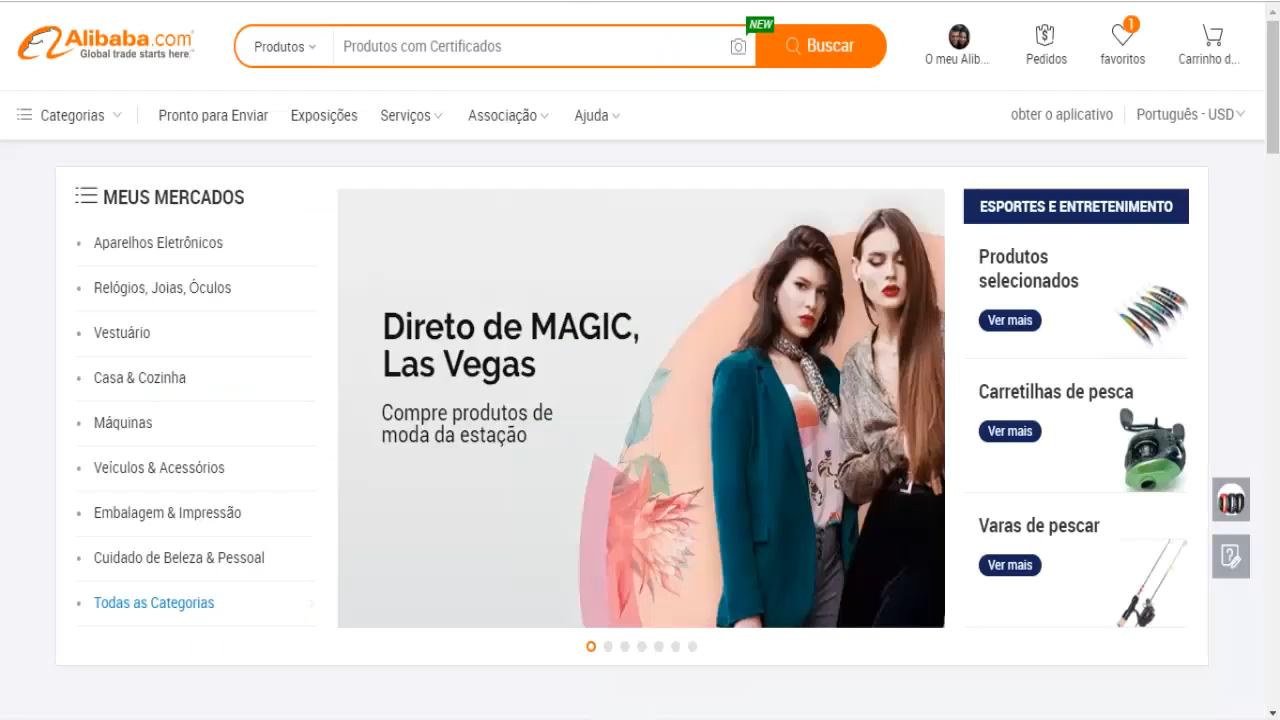 Alibaba.com
Global trade starts here.
Produtos
Produtos com Certificados
NEW
Buscar
O meu Alib...
Pedidos
1
favoritos
Carrinho d...
Categorias
Pronto para Enviar
Exposições
Serviços
Associação
Ajuda
obter o aplicativo
Português - USD
MEUS MERCADOS
Aparelhos Eletrônicos
Relógios, Joias, Óculos
Vestuário
Casa & Cozinha
Máquinas
Veículos & Acessórios
Embalagem & Impressão
Cuidado de Beleza & Pessoal
Todas as Categorias
Direto de MAGIC,
Las Vegas
Compre produtos de
moda da estação
ESPORTES E ENTRETENIMENTO
Produtos
selecionados
Ver mais
Carretilhas de pesca
Ver mais
Varas de pescar
Ver mais